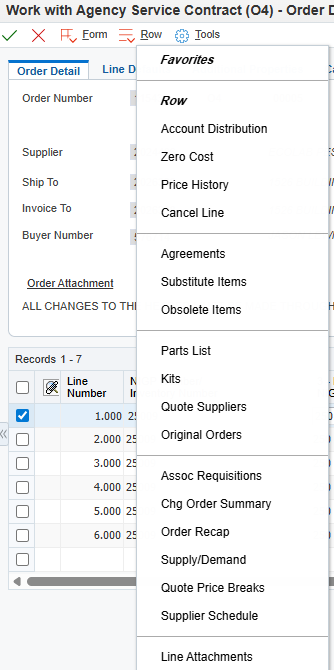 Work with Agency Service Contract (O4) - Order D
Form Row Tools
Order Detail Line D
Favorites
Row
Account Distribution
Zero Cost
Price History
Cancel Line
Agreements
Substitute Items
Obsolete Items
Parts List
Kits
Quote Suppliers
Original Orders
Assoc Requisitions
Chg Order Summary
Order Recap
Supply/Demand
Quote Price Breaks
Supplier Schedule
Line Attachments
Order Number
Supplier
Ship To
Invoice To
Buyer Number
Order Attachment
ALL CHANGES TO TH
Records 1 - 7
Line Number
1.000 25
2.000 25
3.000 25
4.000 25
5.000 25
6.000 25